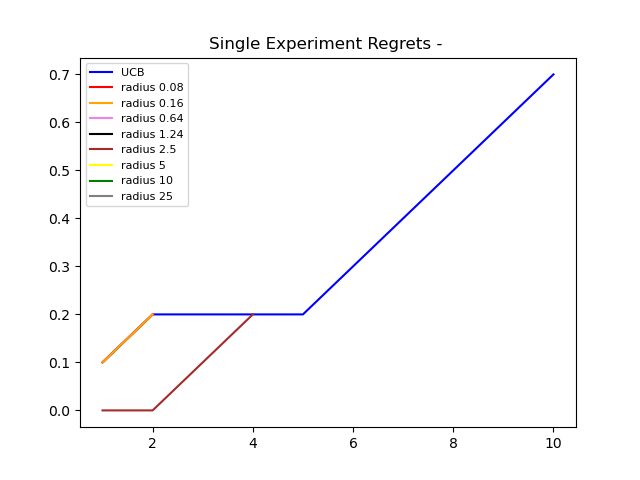 Single Experiment Regrets -
UCB
radius 0.08
radius 0.16
radius 0.64
radius 1.24
radius 2.5
radius 5
radius 10
radius 25
0.7
0.6
0.5
0.4
0.3
0.2
0.1
0.0
2 4 6 8 10